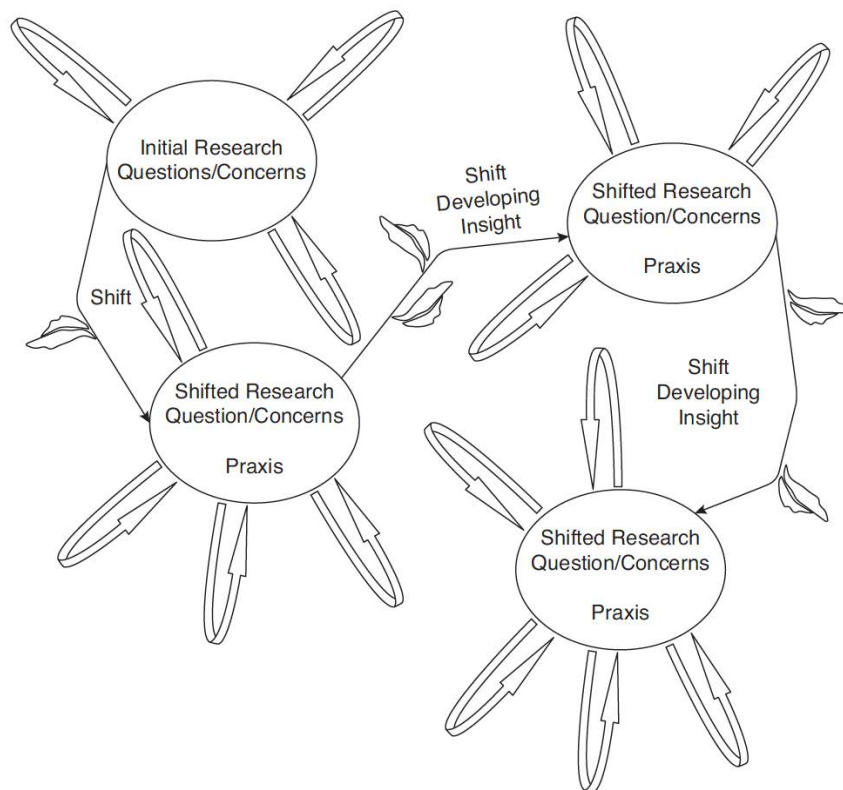 Initial Research
Questions/Concerns
Shift
Shifted Research
Question/Concerns
Praxis
Shift
Developing
Insight
Shifted Research
Question/Concerns
Praxis
Shift
Developing
Insight
Shifted Research
Question/Concerns
Praxis